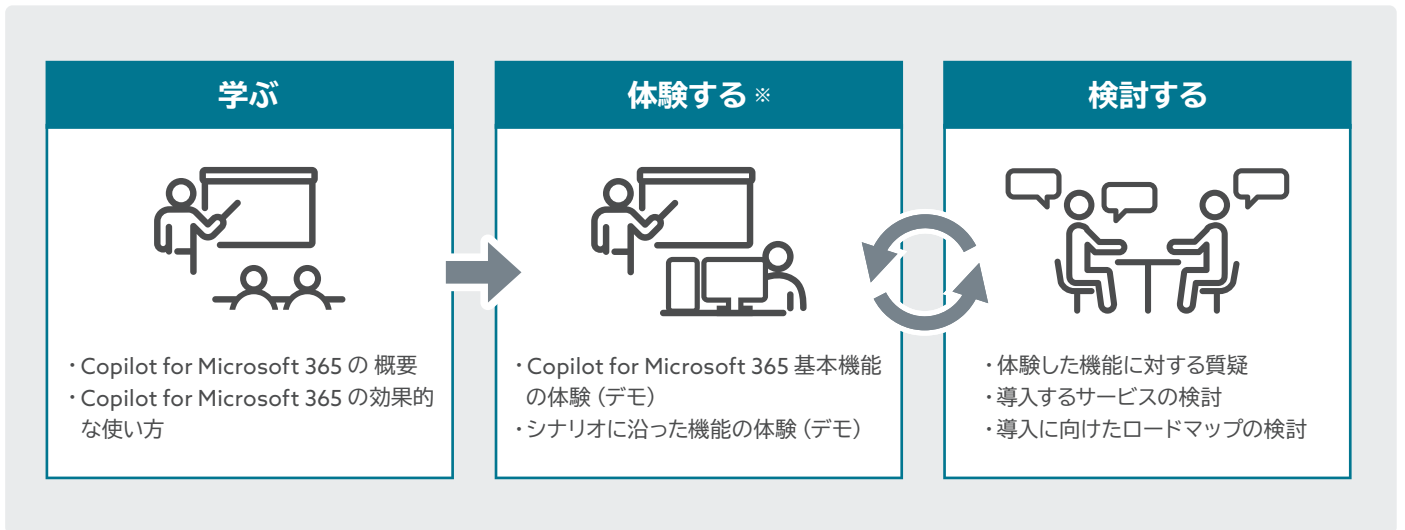 学ぶ
・Copilot for Microsoft 365 の 概要
・Copilot for Microsoft 365 の効果的
な使い方
体験する ※
・Copilot for Microsoft 365 基本機能
の体験（デモ）
・シナリオに沿った機能の体験（デモ）
検討する
・体験した機能に対する質疑
・導入するサービスの検討
・導入に向けたロードマップの検討